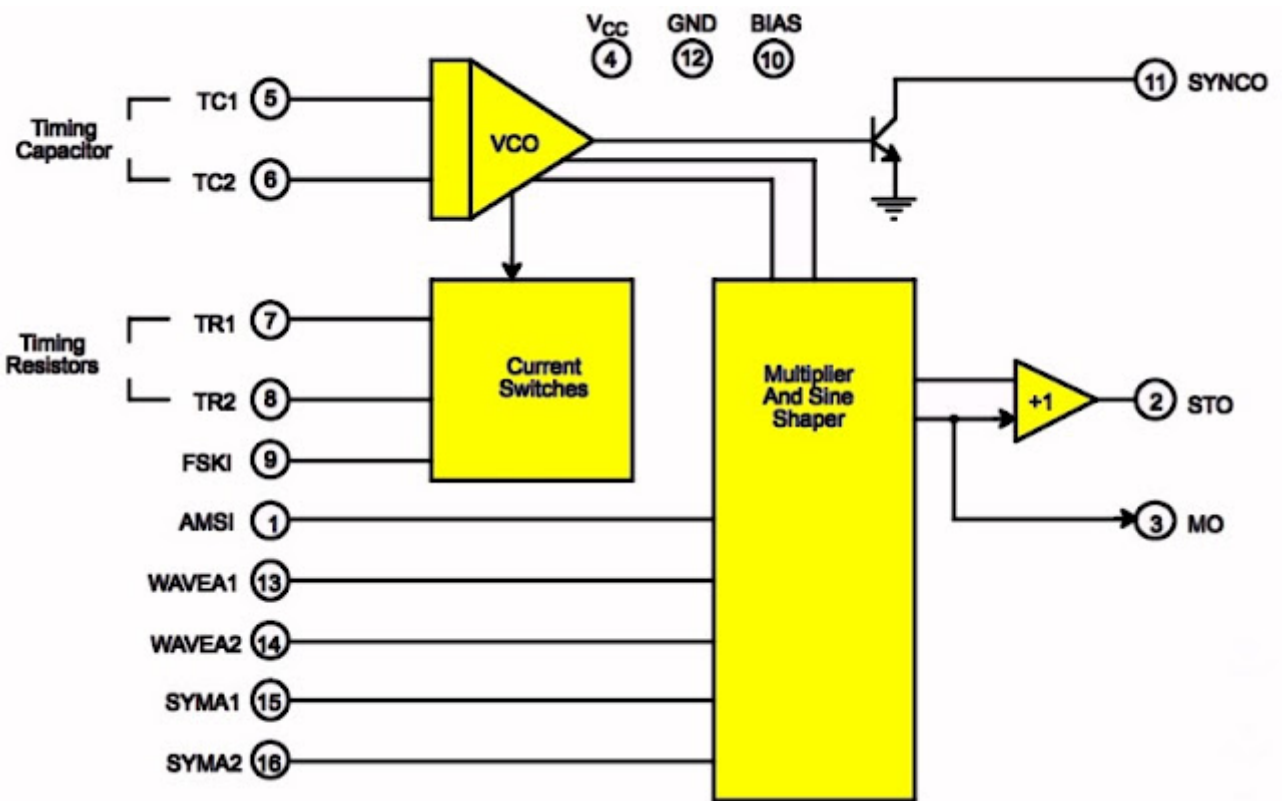 VCC GND BIAS
4 12 10
TC1 5
Timing
Capacitor
TC2 6
VCO
11 SYNCO
TR1 7
Timing
Resistors
TR2 8
FSKI 9
Current
Switches
Multiplier
And Sine
Shaper
+1
2 STO
3 MO
AMSI 1
WAVEA1 13
WAVEA2 14
SYMA1 15
SYMA2 16